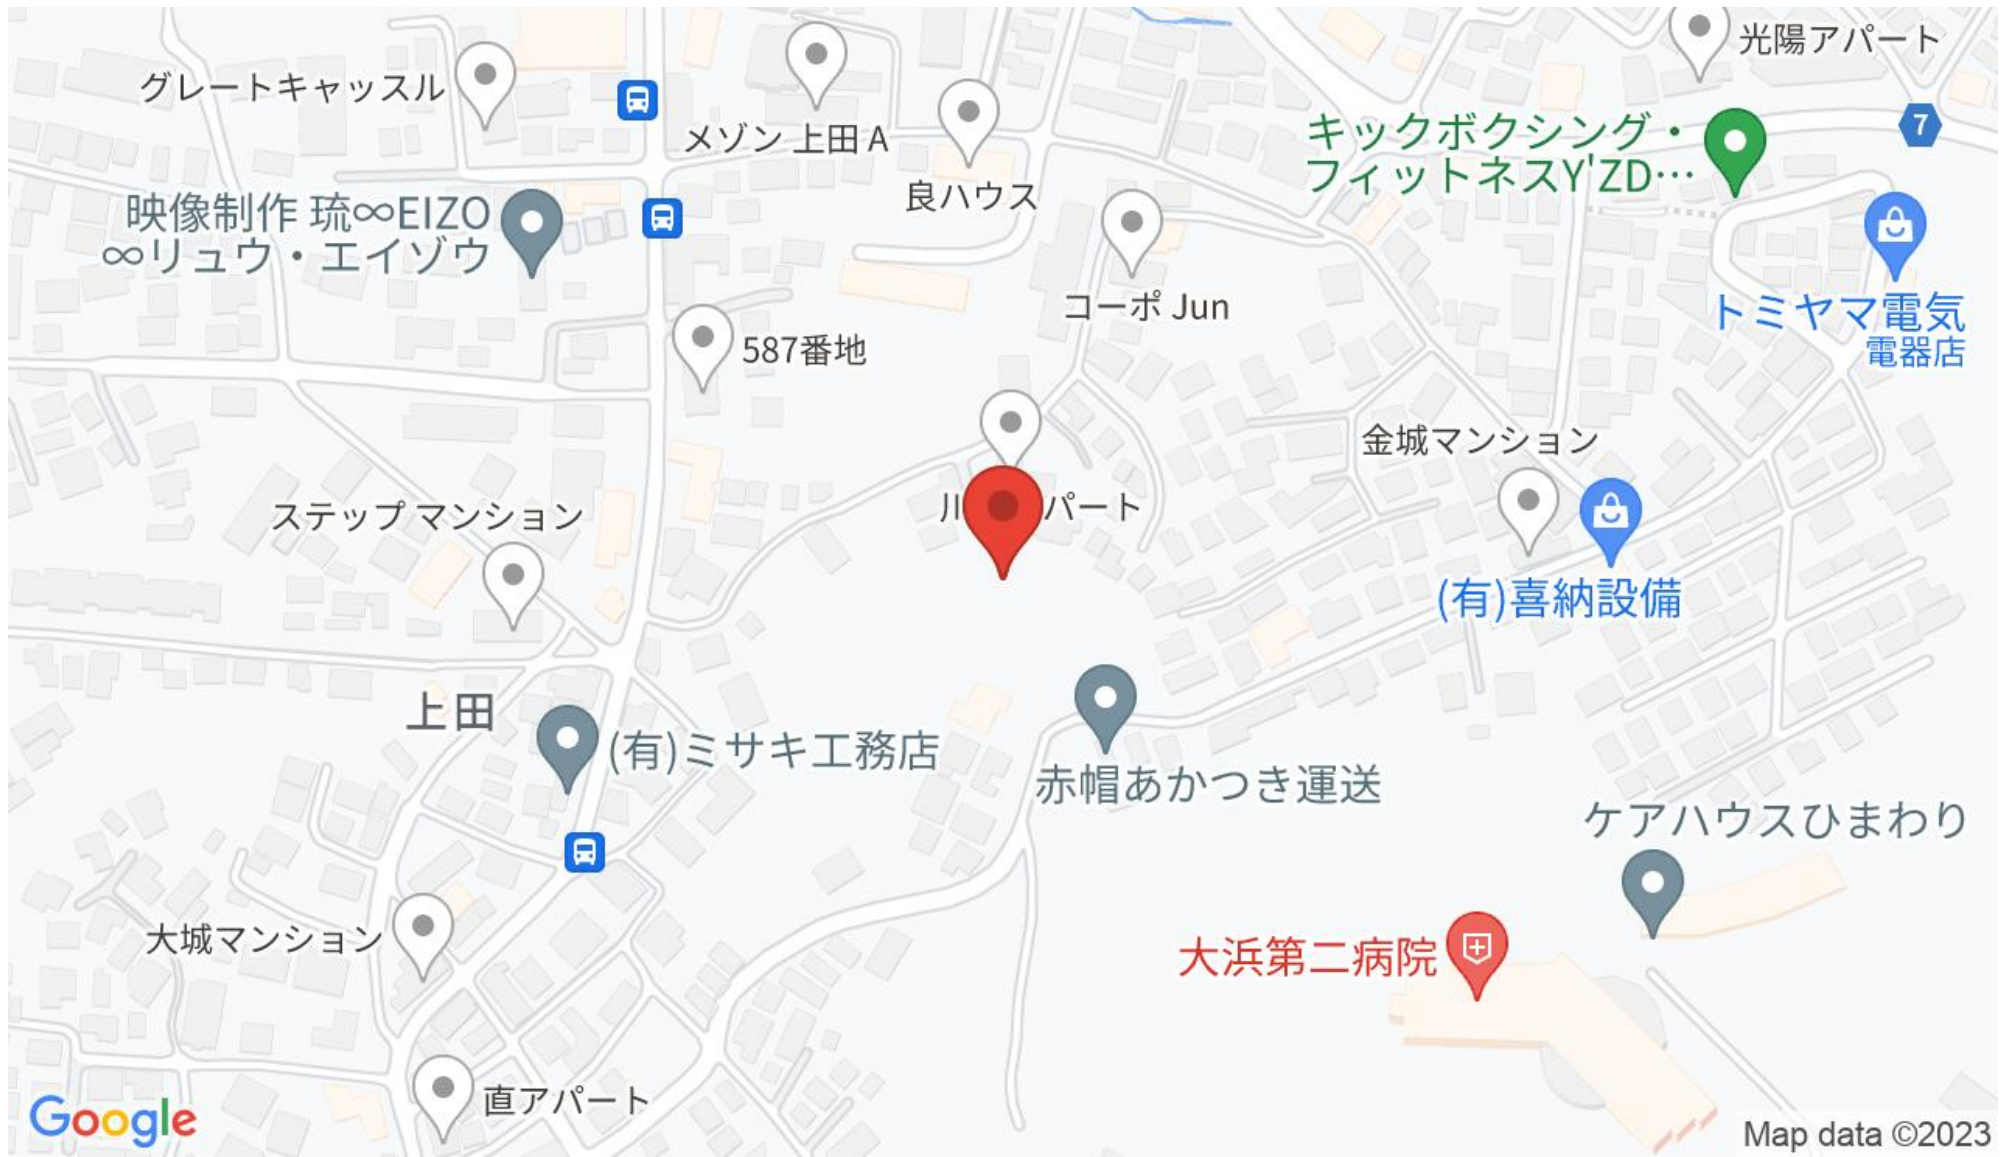 光陽アパート
グレートキャッスル
7
メゾン 上田 A
キックボクシング・
フィットネスY'ZD…
良ハウス
映像制作 琉∞EIZO
∞リュウ・エイゾウ
コーポ Jun
トミヤマ電気
電器店
587番地
金城マンション
川
パート
ステップ マンション
(有)喜納設備
上田
(有)ミサキ工務店
赤帽あかつき運送
ケアハウスひまわり
大城マンション
大浜第二病院
直アパート
Google
Map data ©2023